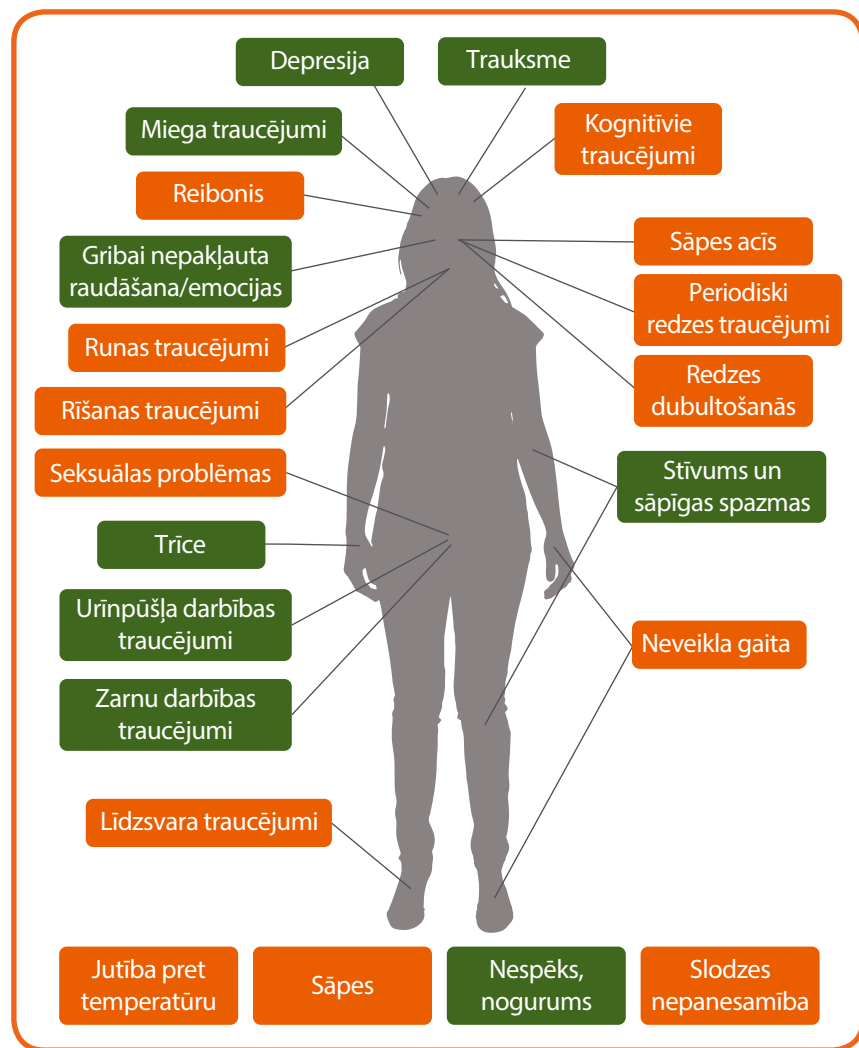 Depresija
Trauksme
Miega traucējumi
Kognitīvie
traucējumi
Reibonis
Gribai nepakļauta
raudāšana/emocijas
Sāpes acīs
Periodiski
redzes traucējumi
Runas traucējumi
Redzes
dubultošanās
Rīšanas traucējumi
Seksuālas problēmas
Stīvums un
sāpīgas spazmas
Trīce
Urīnpūšļa darbības
traucējumi
Neveikla gaita
Zarnu darbības
traucējumi
Līdzsvara traucējumi
Jutība pret
temperatūru
Sāpes
Nespēks,
nogurums
Slodzes
nepanesamība